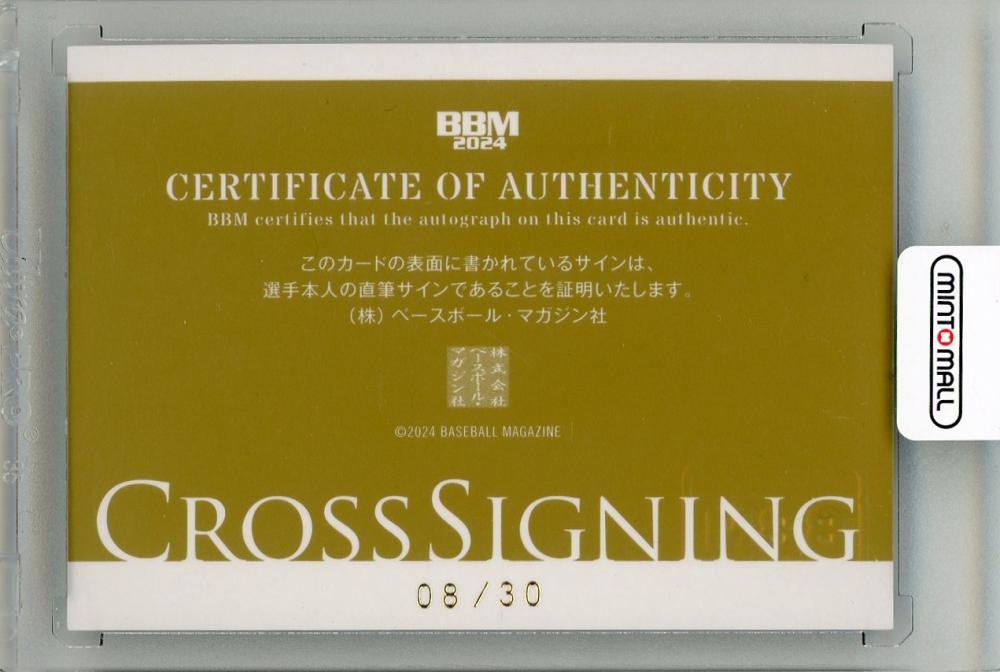 BBM
2024
CERTIFICATE OF AUTHENTICITY
BBM certifies that the autograph on this card is authentic.
このカードの表面に書かれているサインは、
選手本人の直筆サインであることを証明いたします。
(株) ベースボール・マガジン社
株式会社
ベースボール・
マガジン社
©2024 BASEBALL MAGAZINE
CROSSSIGNING
08/30
MINTMALL